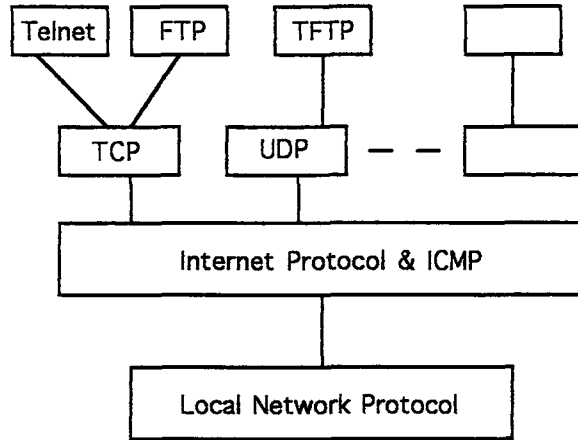 Telnet
FTP
TFTP
TCP
UDP
Internet Protocol & ICMP
Local Network Protocol